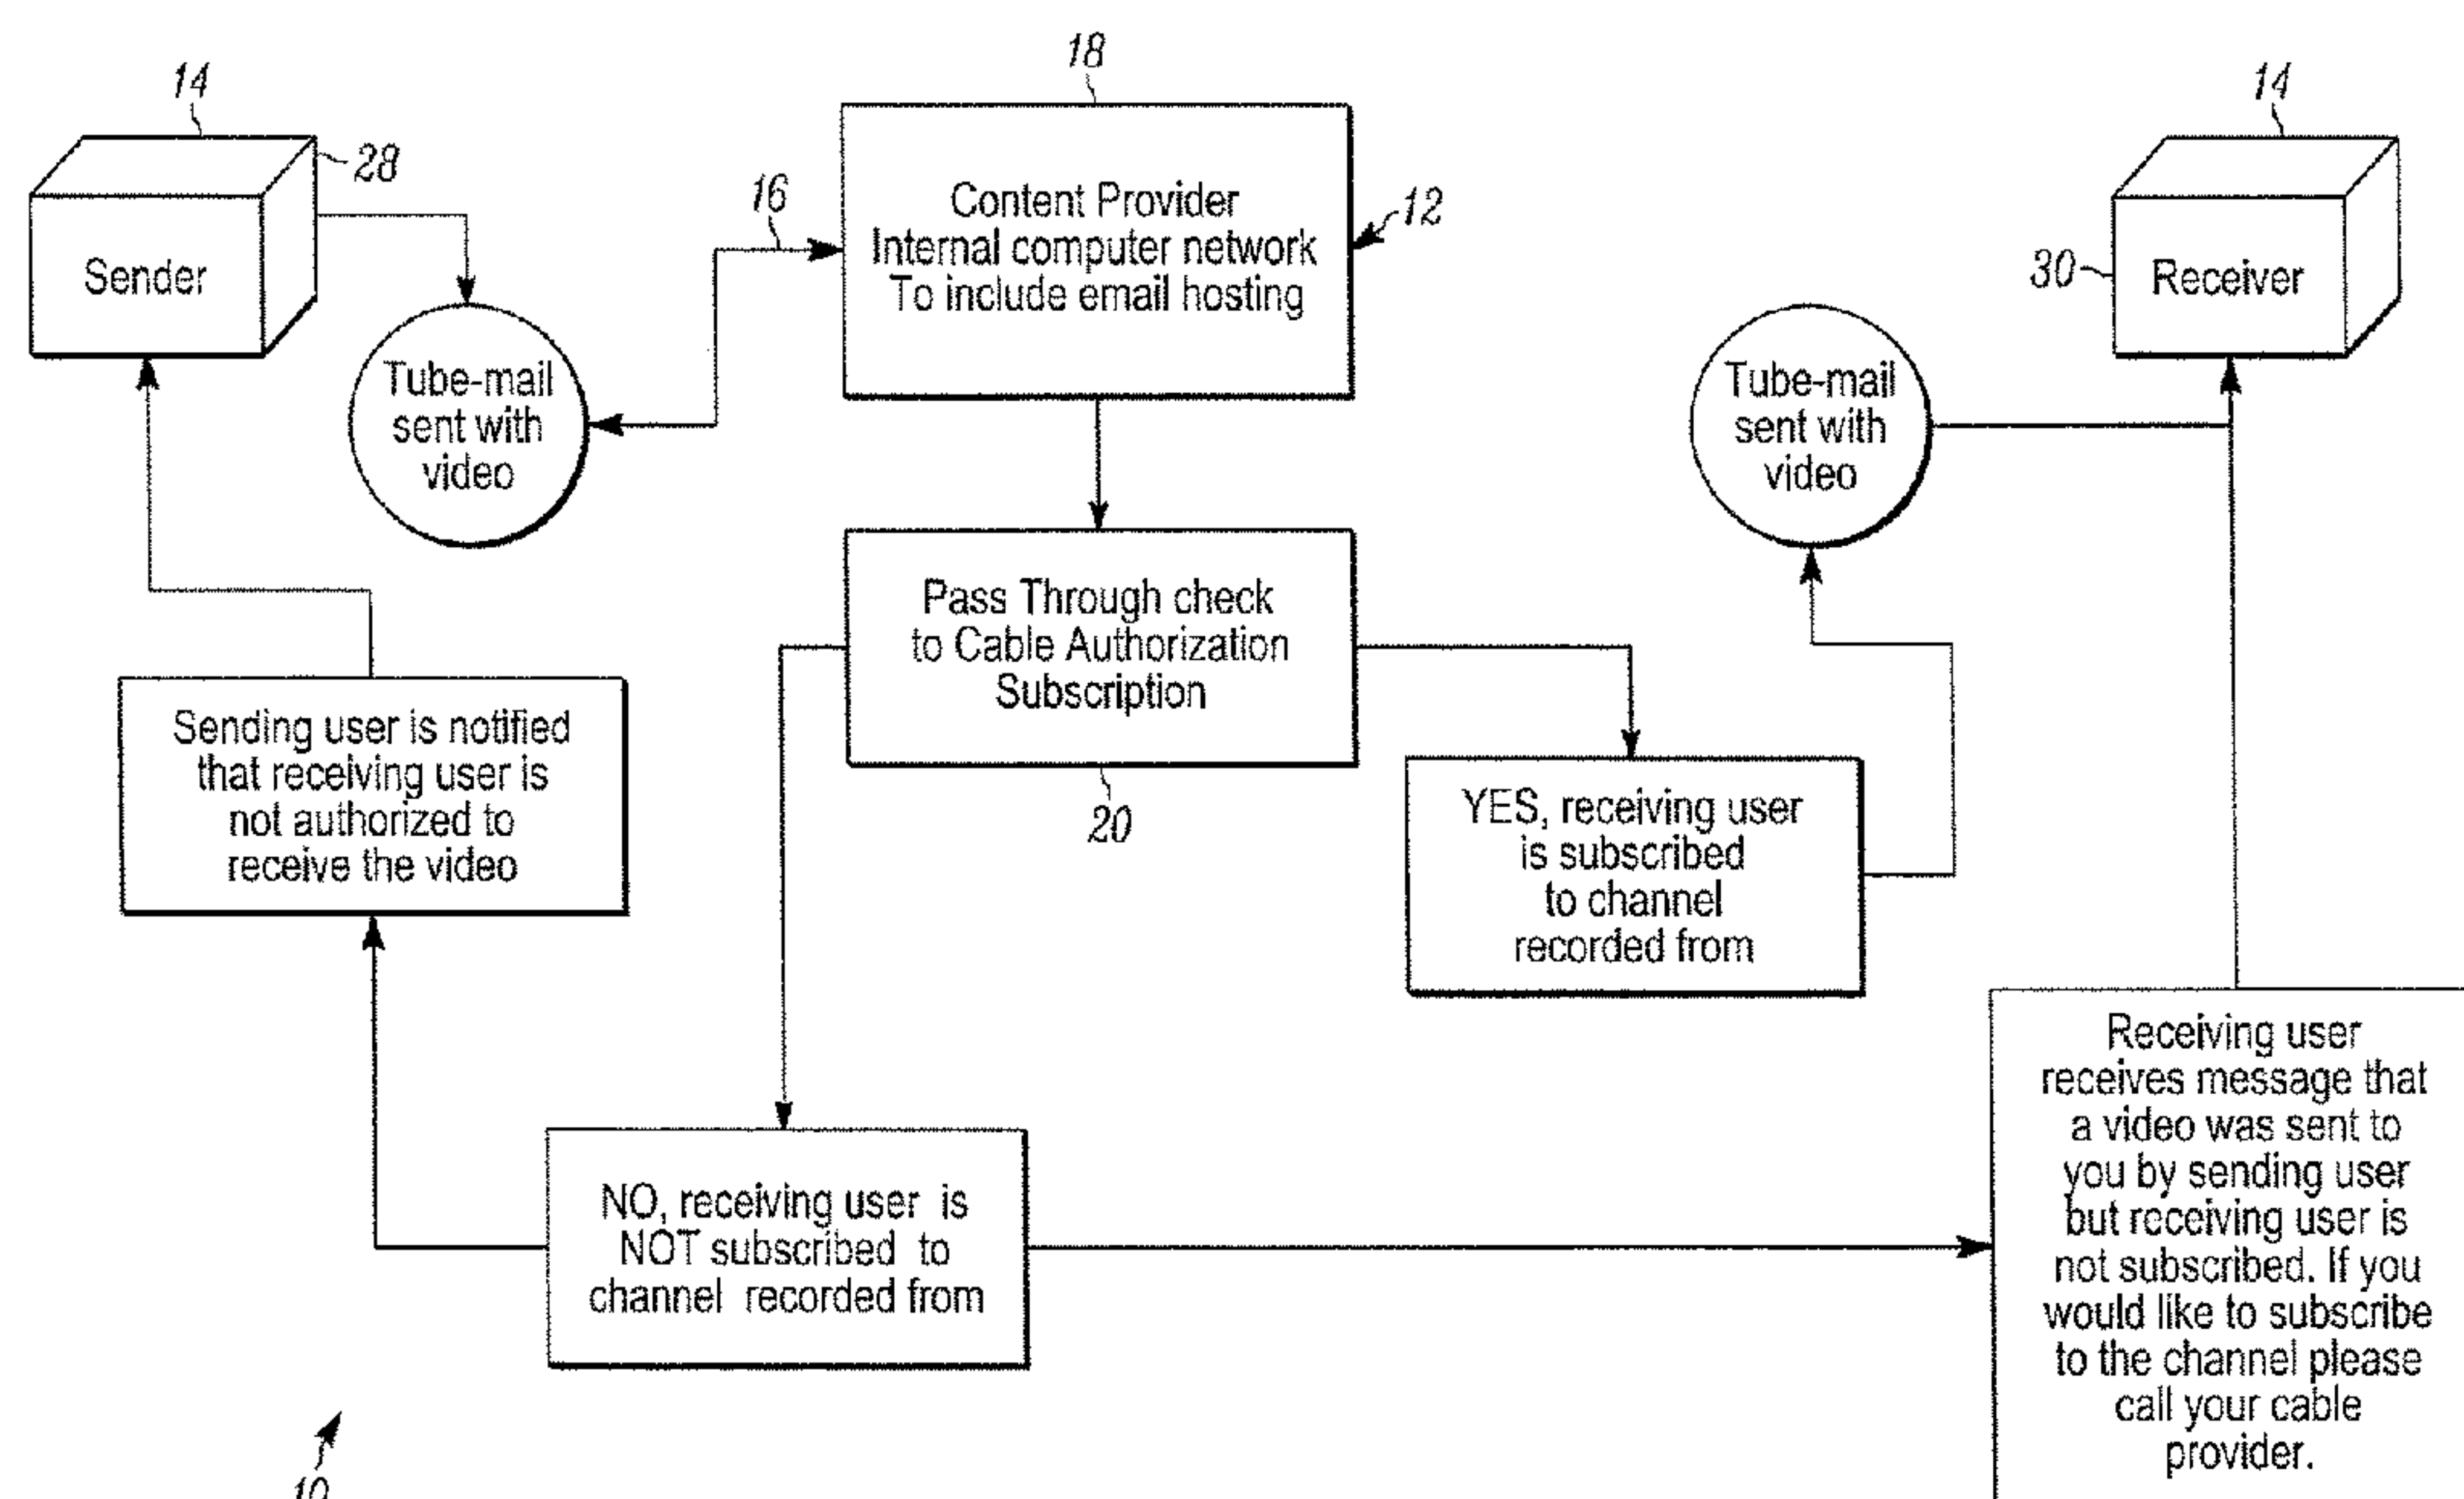 18
14
14
28
16
12
Content Provider
Internal computer network
To include email hosting
Sender
30
Receiver
Tube-mail
sent with
video
Tube-mail
sent with
video
Pass Through check
to Cable Authorization
Subscription
20
Sending user is notified
that receiving user is
not authorized to
receive the video
YES, receiving user
is subscribed
to channel
recorded from
NO, receiving user is
NOT subscribed to
channel recorded from
Receiving user
receives message that
a video was sent to
you by sending user
but receiving user is
not subscribed. If you
would like to subscribe
to the channel please
call your cable
provider.
10